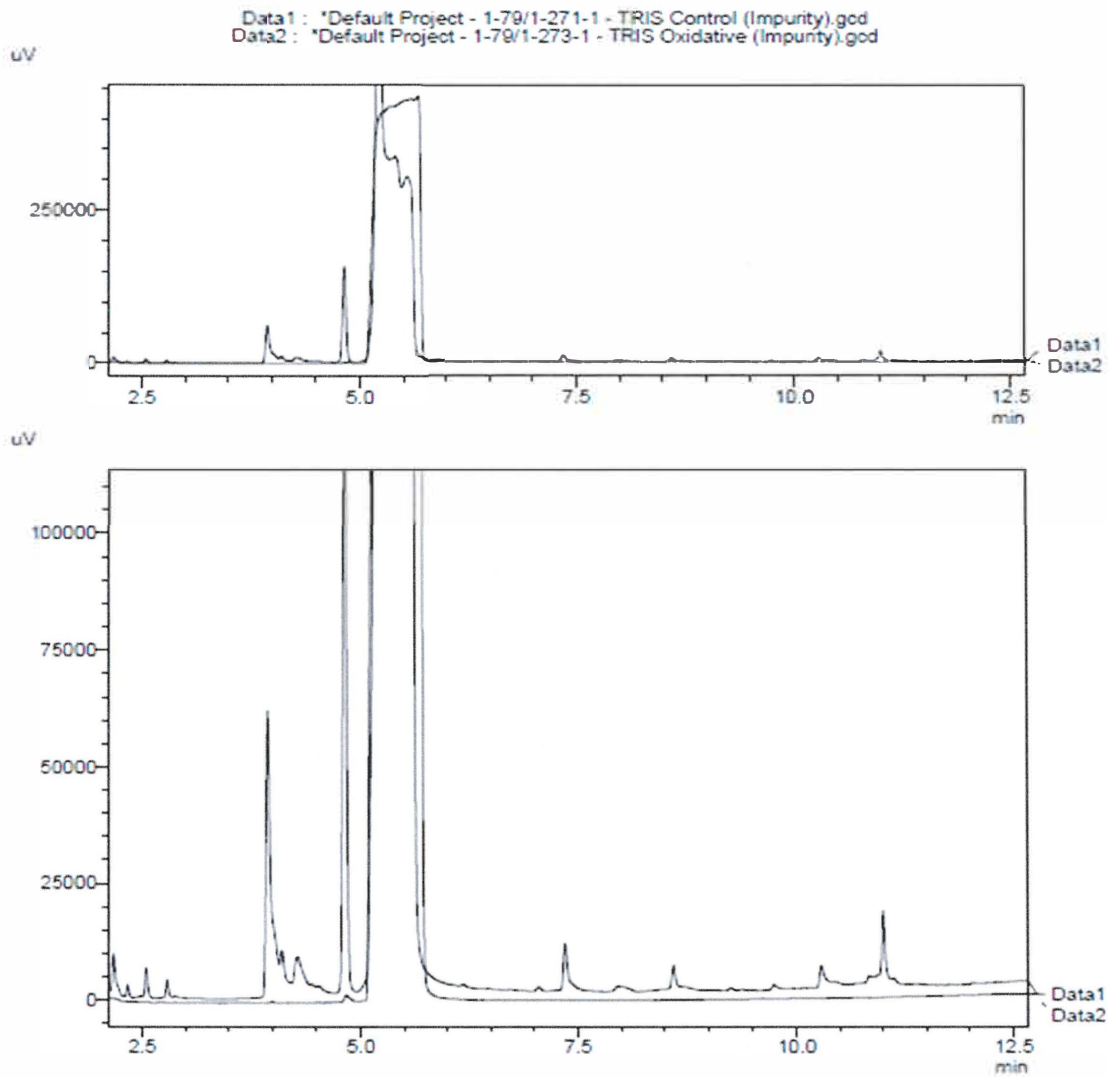 Data1 : *Default Project - 1-79/1-271-1 - TRIS Control (Impurity).gcd
Data2 : *Default Project - 1-79/1-273-1 - TRIS Oxidative (Impurity).gcd
uV
250000
0
2.5 5.0 7.5 10.0 12.5
min
Data1
Data2
uV
100000
75000
50000
25000
0
2.5 5.0 7.5 10.0 12.5
min
Data1
Data2